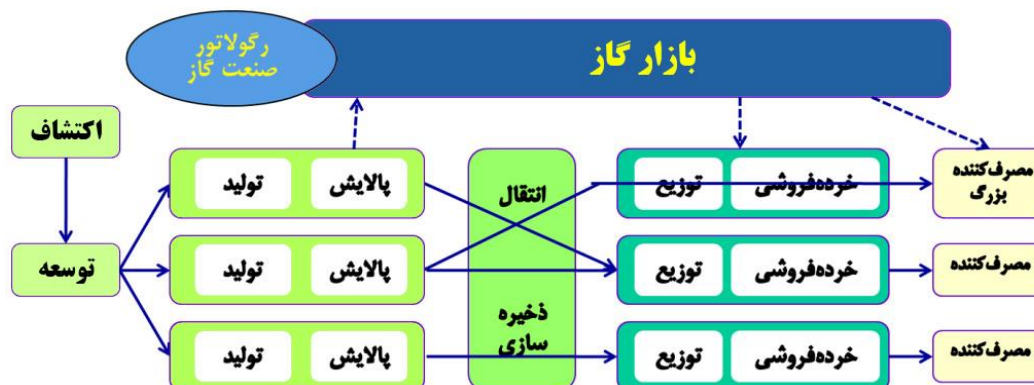 رگولاتور
صنعت گاز
بازار گاز
اکتشاف
توسعه
تولید
پالایش
انتقال
ذخیره
سازی
توزیع
خرده‌فروشی
مصرف‌کننده
بزرگ
تولید
پالایش
توزیع
خرده‌فروشی
مصرف‌کننده
تولید
پالایش
توزیع
خرده‌فروشی
مصرف‌کننده